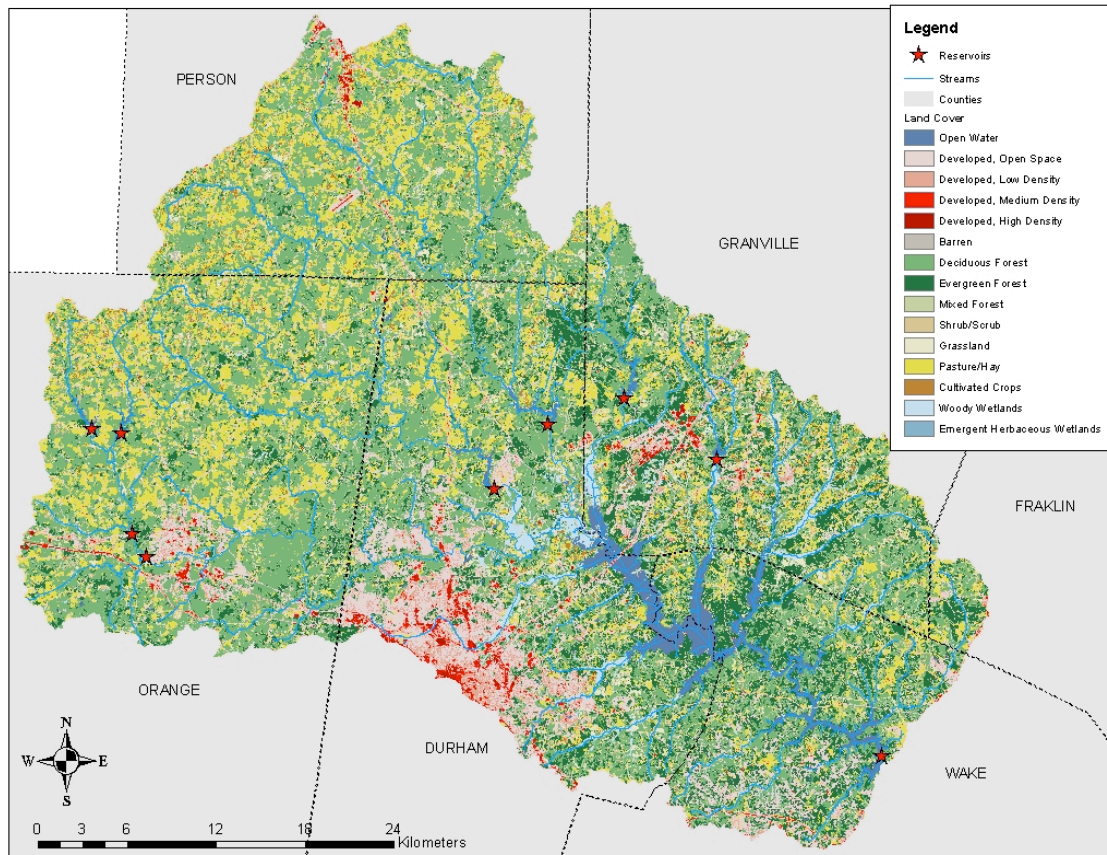 PERSON
GRANVILLE
FRAKLIN
ORANGE
DURHAM
WAKE
Legend
Reservoirs
Streams
Counties
Land Cover
Open Water
Developed, Open Space
Developed, Low Density
Developed, Medium Density
Developed, High Density
Barren
Deciduous Forest
Evergreen Forest
Mixed Forest
Shrub/Scrub
Grassland
Pasture/Hay
Cultivated Crops
Woody Wetlands
Emergent Herbaceous Wetlands
N
W E
S
0 3 6 12 18 24
Kilometers